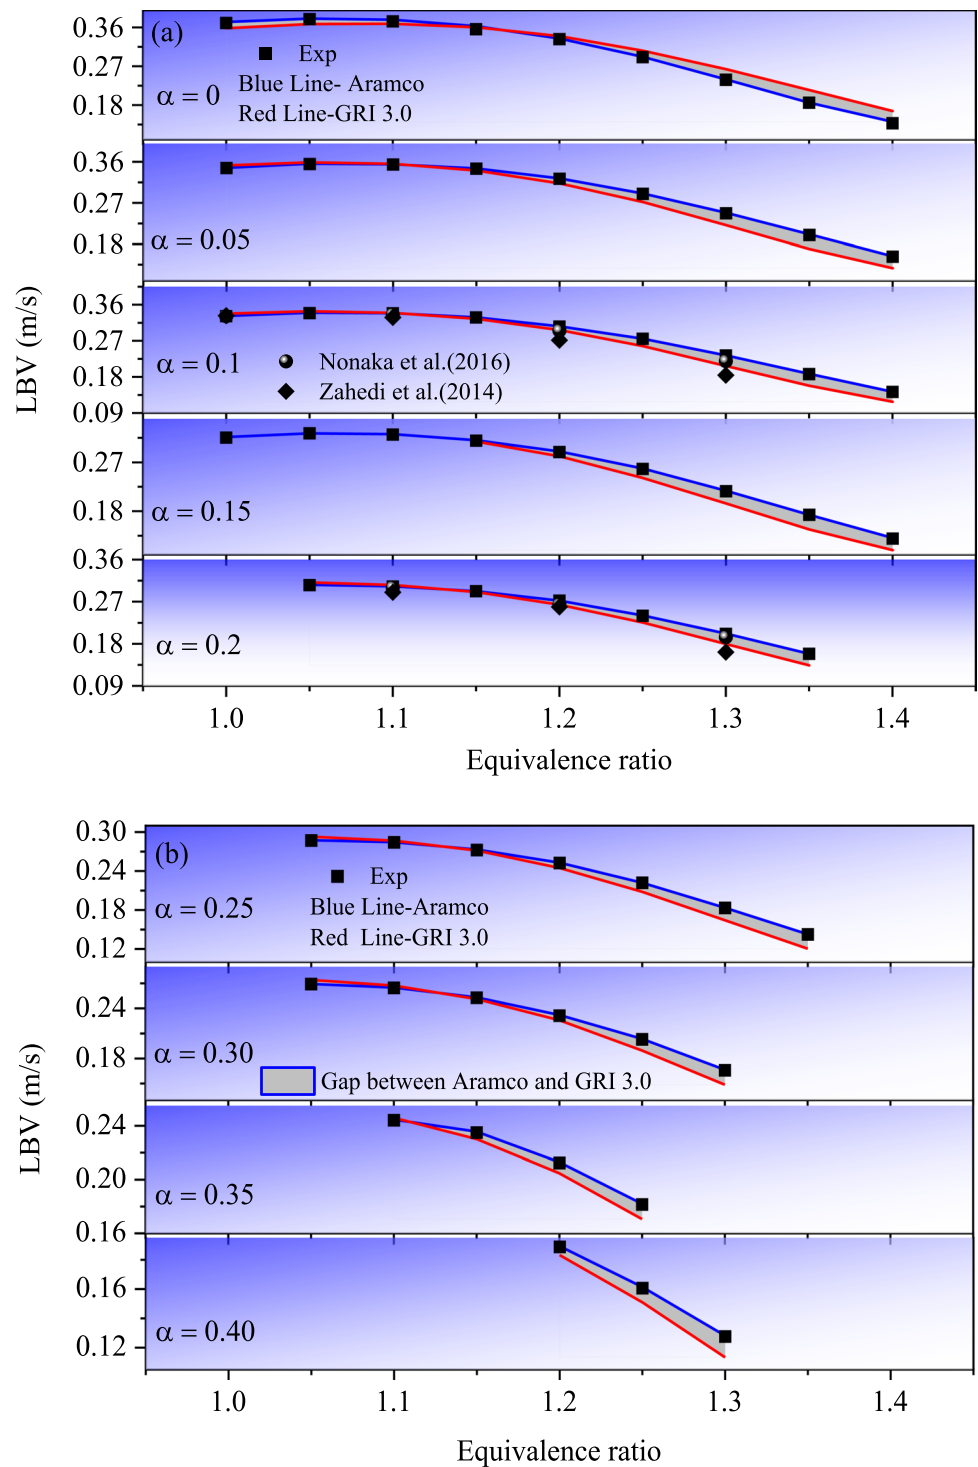 (a)
0.36
0.27
0.18
Exp
Blue Line- Aramco
Red Line-GRI 3.0
α = 0
0.36
0.27
0.18
α = 0.05
LBV (m/s)
0.36
0.27
0.18
0.09
α = 0.1
Nonaka et al.(2016)
Zahedi et al.(2014)
0.27
0.18
α = 0.15
0.36
0.27
0.18
0.09
α = 0.2
1.0 1.1 1.2 1.3 1.4
Equivalence ratio
(b)
0.30
0.24
0.18
0.12
Exp
Blue Line-Aramco
Red Line-GRI 3.0
α = 0.25
0.24
0.18
α = 0.30
Gap between Aramco and GRI 3.0
LBV (m/s)
0.24
0.20
0.16
α = 0.35
0.16
0.12
α = 0.40
1.0 1.1 1.2 1.3 1.4
Equivalence ratio